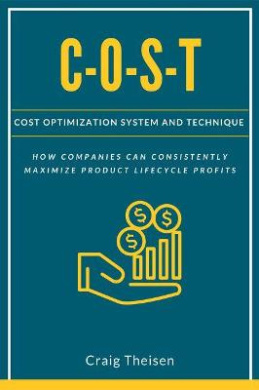 C-O-S-T
COST OPTIMIZATION SYSTEM AND TECHNIQUE
HOW COMPANIES CAN CONSISTENTLY
MAXIMIZE PRODUCT LIFECYCLE PROFITS
$ $
$
Craig Theisen